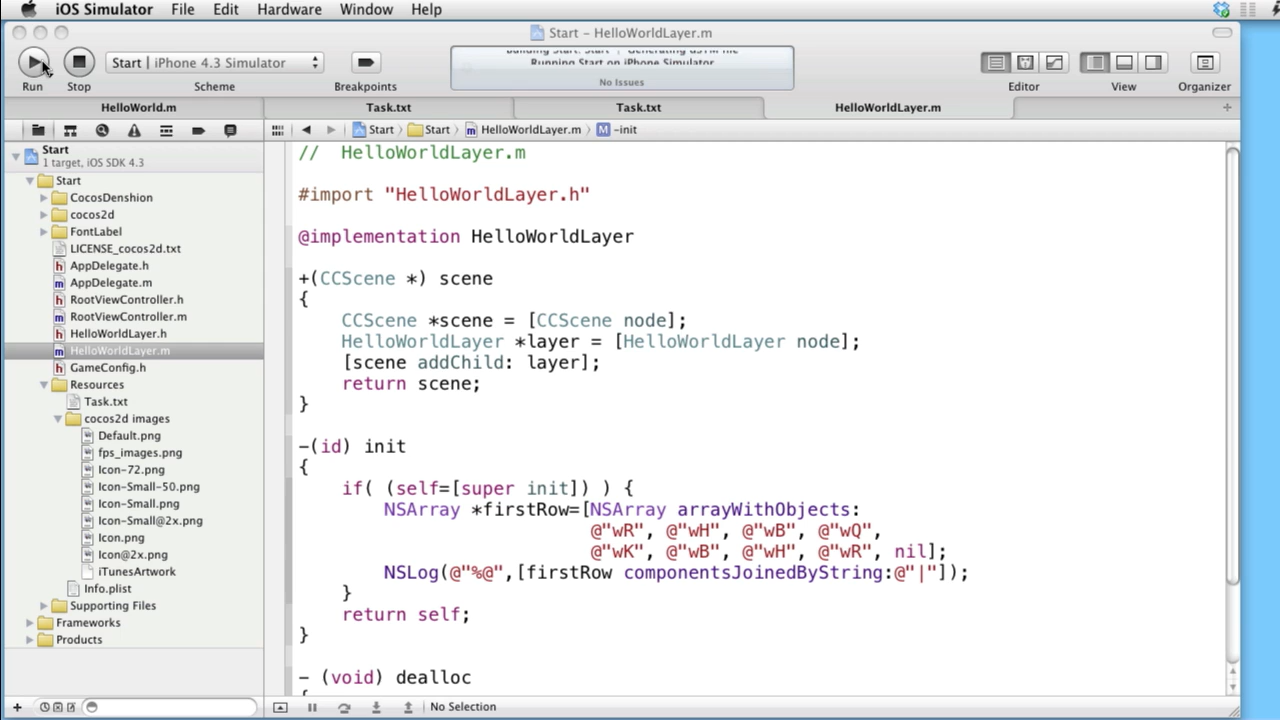 iOS Simulator File Edit Hardware Window Help
Start – HelloWorldLayer.m
Start | iPhone 4.3 Simulator
Running Start on iPhone Simulator
No Issues
Run Stop Scheme Breakpoints Editor View Organizer
HelloWorld.m Task.txt Task.txt HelloWorldLayer.m
Start Start HelloWorldLayer.m M -init
Start
1 target, iOS SDK 4.3
Start
CocosDenshion
cocos2d
FontLabel
LICENSE_cocos2d.txt
AppDelegate.h
AppDelegate.m
RootViewController.h
RootViewController.m
HelloWorldLayer.h
HelloWorldLayer.m
GameConfig.h
Resources
Task.txt
cocos2d images
Default.png
fps_images.png
Icon-72.png
Icon-Small-50.png
Icon-Small.png
Icon-Small@2x.png
Icon.png
Icon@2x.png
iTunesArtwork
Info.plist
Supporting Files
Frameworks
Products
// HelloWorldLayer.m
#import "HelloWorldLayer.h"
@implementation HelloWorldLayer
+(CCScene *) scene
{
CCScene *scene = [CCScene node];
HelloWorldLayer *layer = [HelloWorldLayer node];
[scene addChild: layer];
return scene;
}
-(id) init
{
if( (self=[super init]) ) {
NSArray *firstRow=[NSArray arrayWithObjects:
@"wR", @"wH", @"wB", @"wQ",
@"wK", @"wB", @"wH", @"wR", nil];
NSLog(@"%@",[firstRow componentsJoinedByString:@"|"]);
}
return self;
}
- (void) dealloc
No Selection